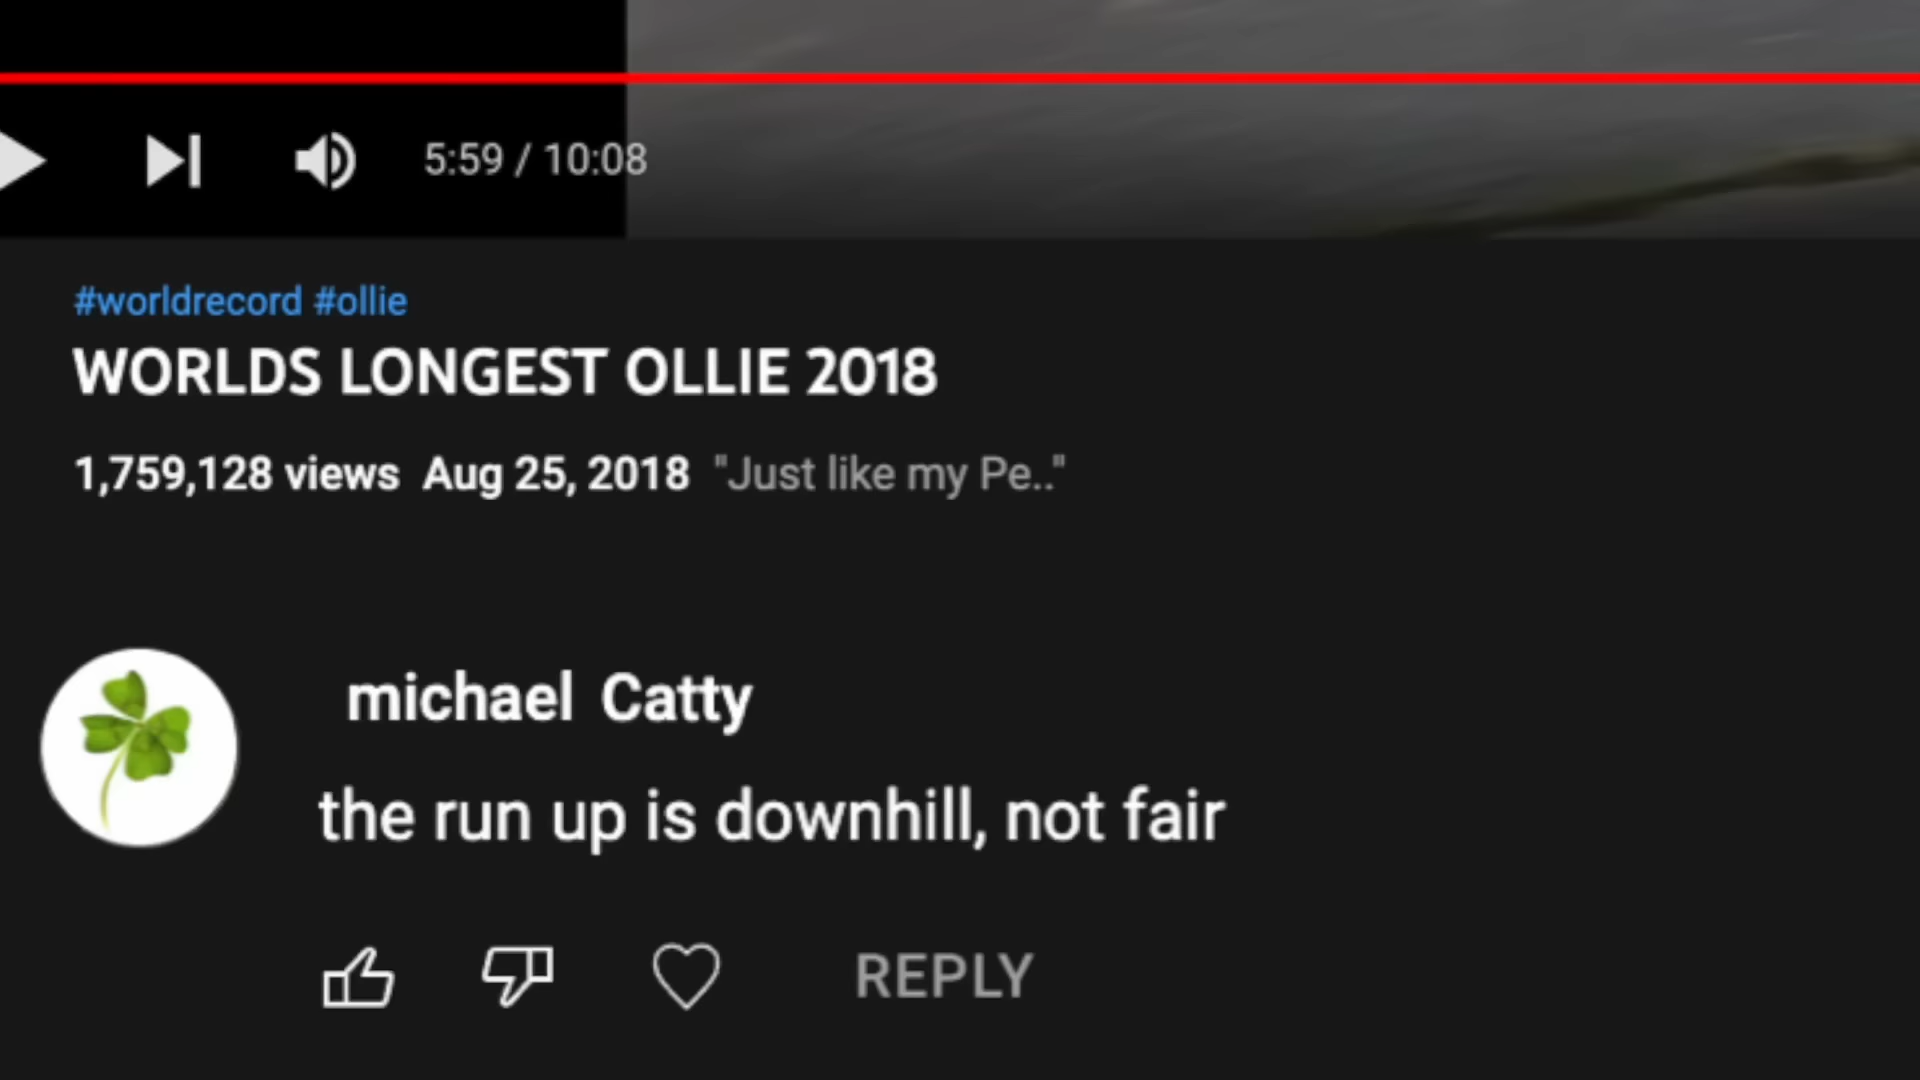 5:59 / 10:08
#worldrecord #ollie
WORLDS LONGEST OLLIE 2018
1,759,128 views Aug 25, 2018 "Just like my Pe.."
michael Catty
the run up is downhill, not fair
REPLY